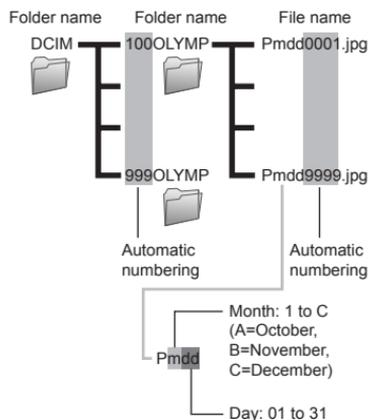 Folder name Folder name File name
DCIM 100OLYMP Pmdd0001.jpg
999OLYMP Pmdd9999.jpg
Automatic numbering
Automatic numbering
Month: 1 to C
(A=October,
B=November,
C=December)
Pmdd
Day: 01 to 31